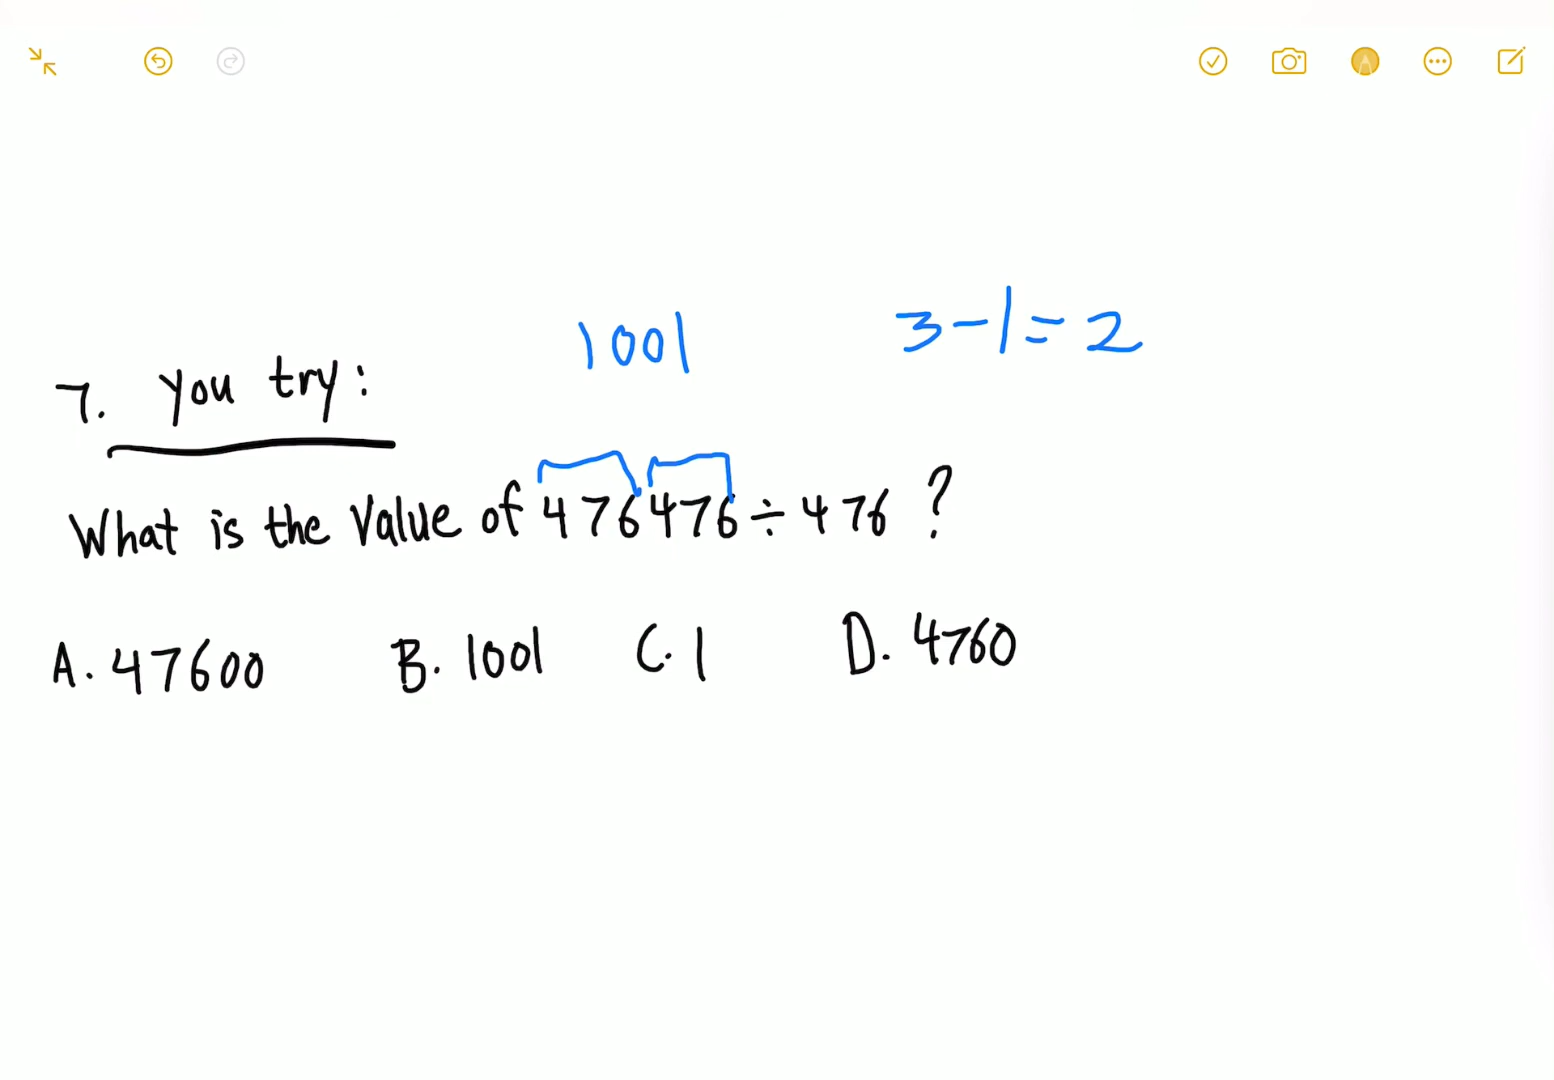 1001
3-1=2
7. you try:
What is the Value of 476476÷476?
A. 47600 B. 1001 C. 1 D. 4760